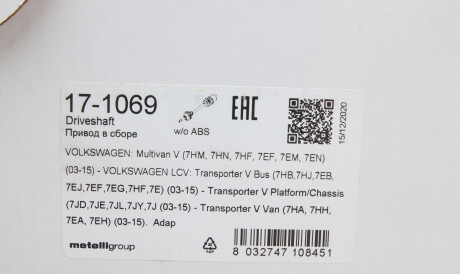 17-1069
Driveshaft
Привод в сборе
w/o ABS
EAC
15/12/2020
VOLKSWAGEN: Multivan V (7HM, 7HN, 7HF, 7EF, 7EM, 7EN)
(03-15) - VOLKSWAGEN LCV: Transporter V Bus (7HB,7HJ,7EB,
7EJ,7EF,7EG,7HF,7E) (03-15) - Transporter V Platform/Chassis
(7JD,7JE,7JL,7JY,7J (03-15) - Transporter V Van (7HA, 7HH,
7EA, 7EH) (03-15). Adap
metelligroup
8 032747 108451